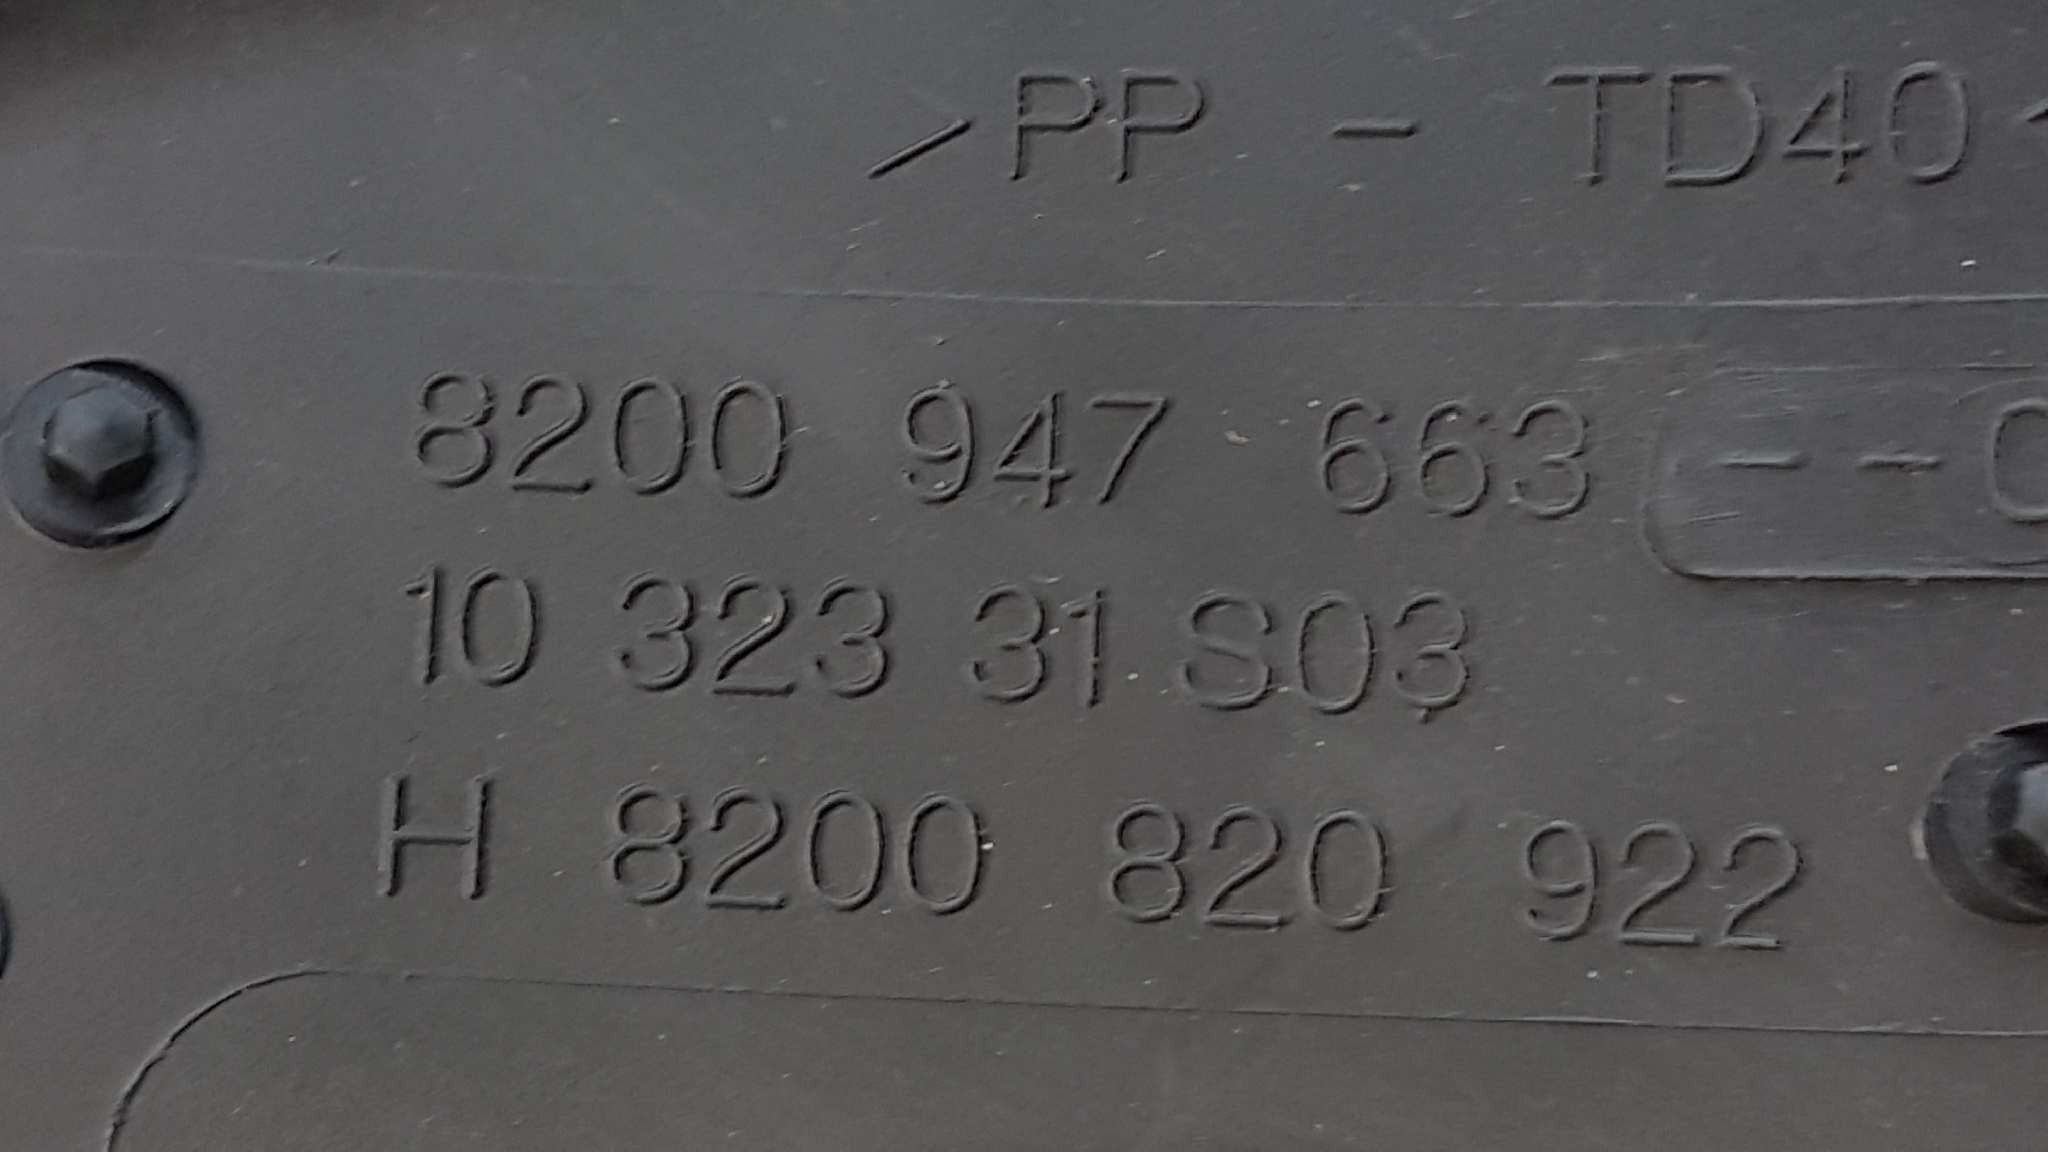 >PP - TD40<
8200 947 663 --
10 323 31 S03
H 8200 820 922